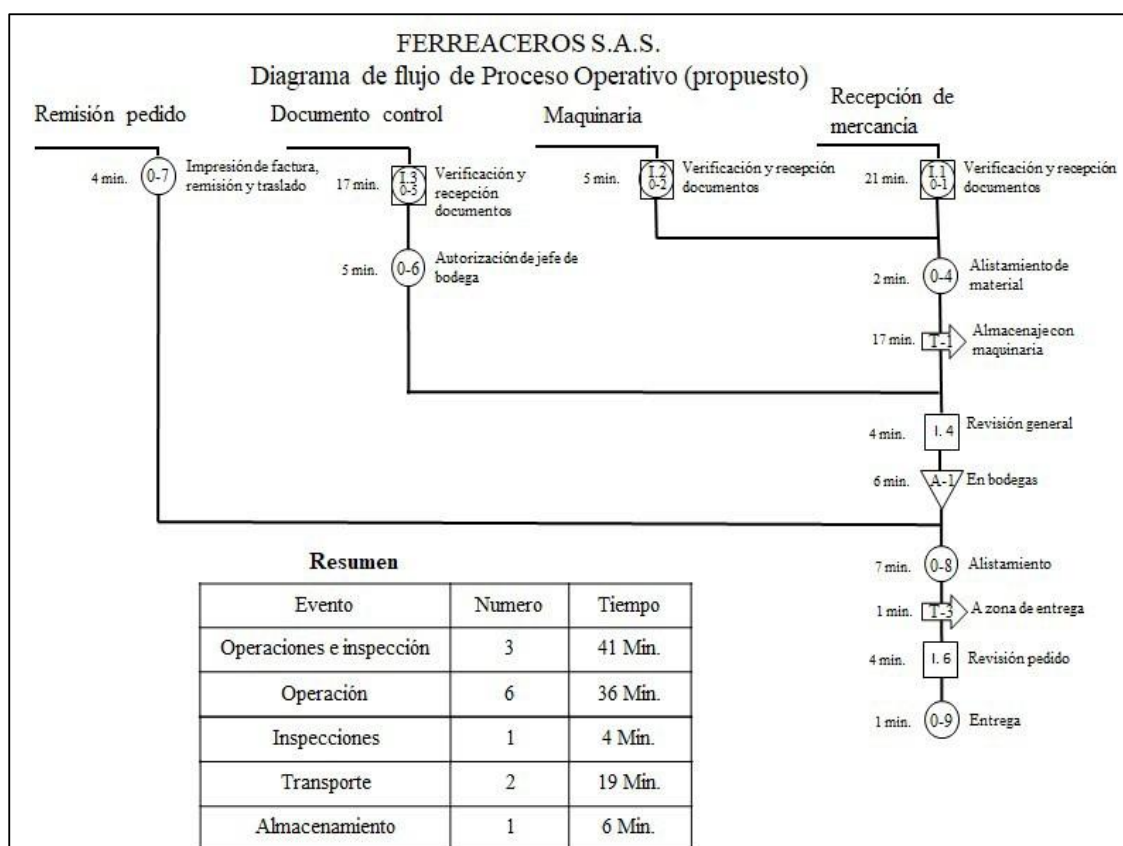 FERREACEROS S.A.S.
Diagrama de flujo de Proceso Operativo (propuesto)
Remisión pedido
Documento control
Maquinaría
Recepción de
mercancía
4 min.
0-7
Impresión de factura,
remisión y traslado
17 min.
I.3
0-5
Verificación y
recepción
documentos
5 min.
I.2
0-2
Verificación y recepción
documentos
21 min.
I.1
0-1
Verificación y recepción
documentos
5 min.
0-6
Autorización de jefe de
bodega
2 min.
0-4
Alistamiento de
material
17 min.
T-1
Almacenaje con
maquinaria
4 min.
I. 4
Revisión general
6 min.
A-1
En bodegas
7 min.
0-8
Alistamiento
1 min.
T-3
A zona de entrega
4 min.
I. 6
Revisión pedido
1 min.
0-9
Entrega
Resumen
Evento Numero Tiempo
Operaciones e inspección 3 41 Min.
Operación 6 36 Min.
Inspecciones 1 4 Min.
Transporte 2 19 Min.
Almacenamiento 1 6 Min.